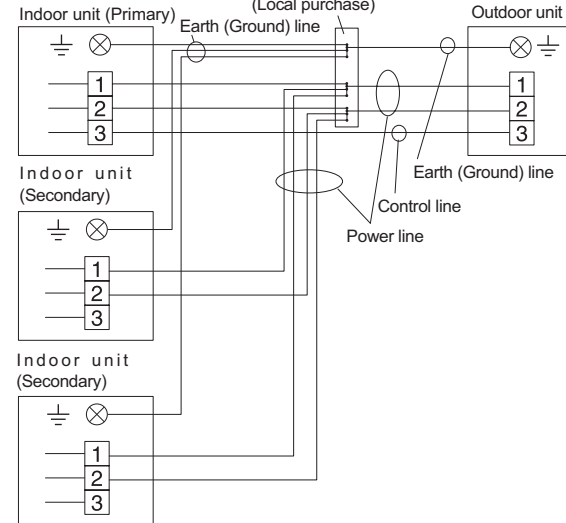 (Local purchase)
Indoor unit (Primary)
Outdoor unit
Earth (Ground) line
1
2
3
1
2
3
Earth (Ground) line
Control line
Power line
Indoor unit
(Secondary)
1
2
3
Indoor unit
(Secondary)
1
2
3